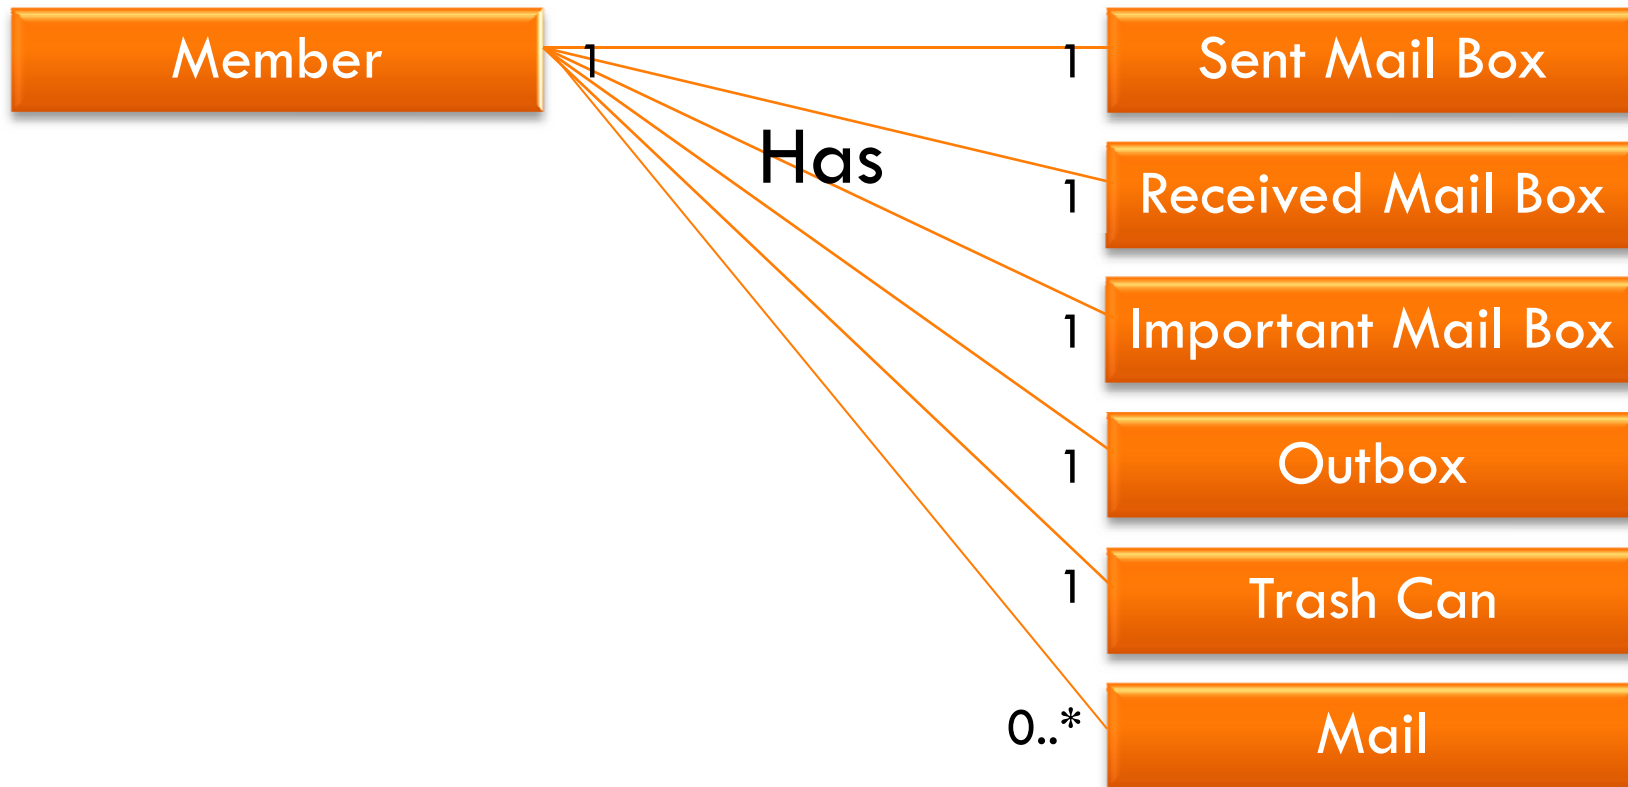 Member
1
Has
1
Sent Mail Box
1
Received Mail Box
1
Important Mail Box
1
Outbox
1
Trash Can
0..*
Mail